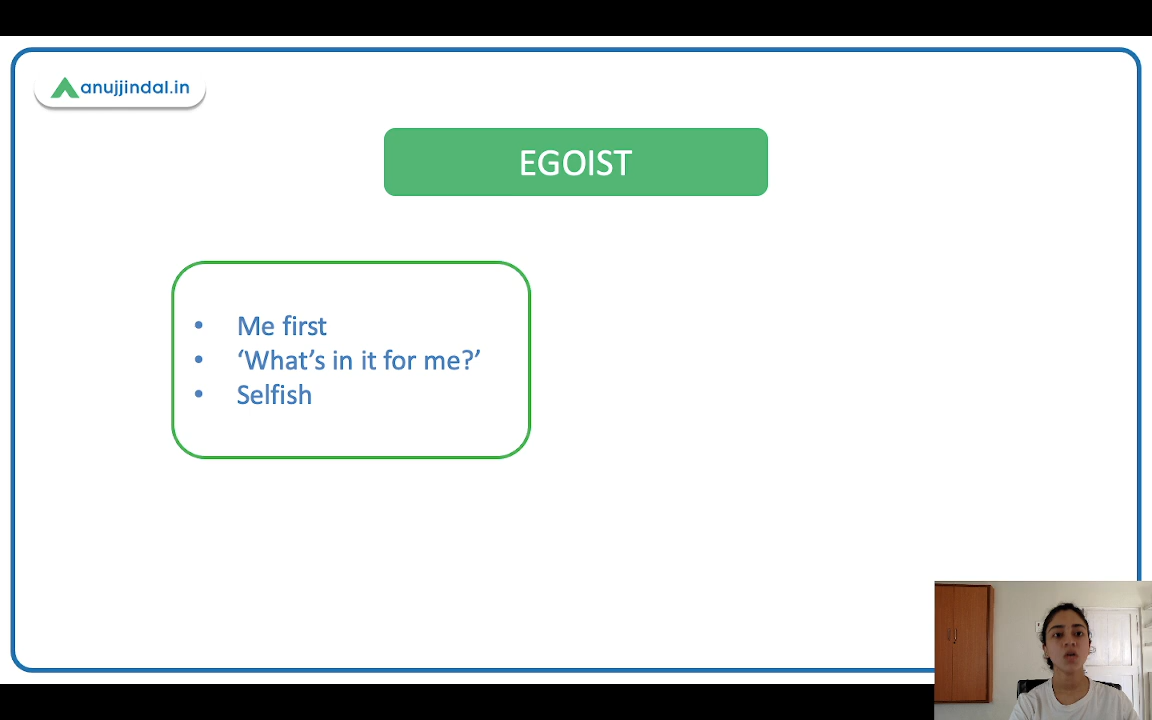 anujjindal.in
EGOIST
• Me first
• ‘What’s in it for me?’
• Selfish